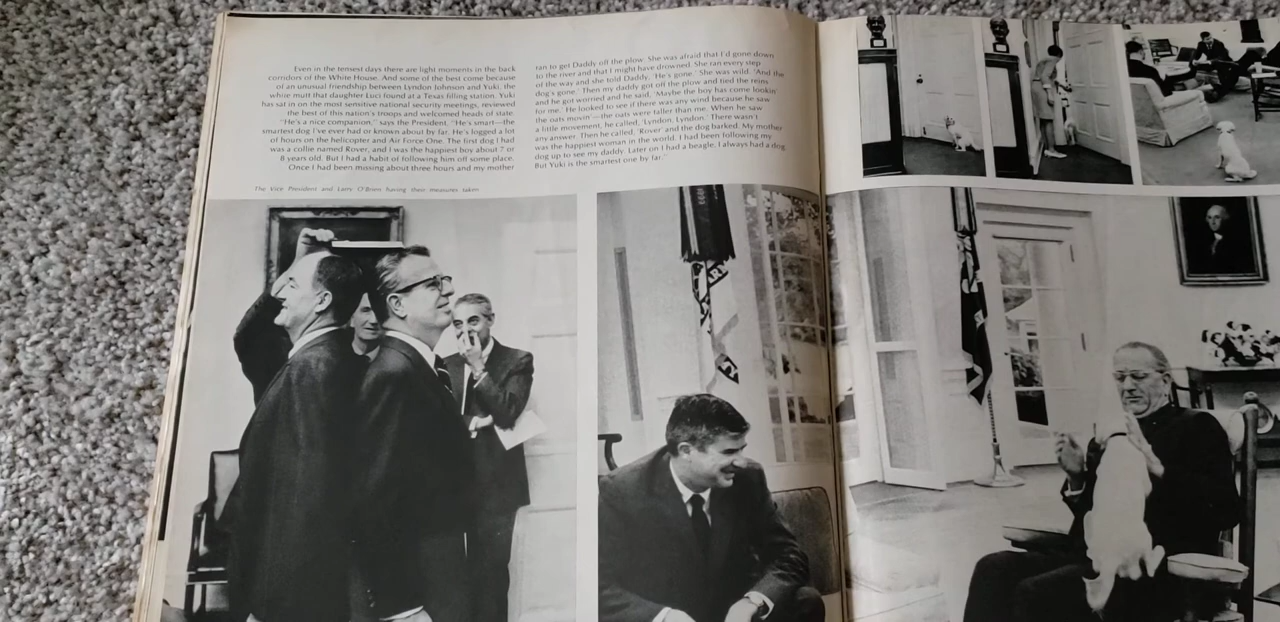 Even in the tensest days there are light moments in the back
corridors of the White House. And some of the best come because
of an unusual friendship between Lyndon Johnson and Yuki, the
white mutt that daughter Luci found at a Texas filling station. Yuki
has sat in on the most sensitive national security meetings, reviewed
the best of this nation's troops and welcomed heads of state.
"He's a nice companion," says the President. "He's smart—the
smartest dog I've ever had or known about by far. He's logged a lot
of hours on the helicopter and Air Force One. The first dog I had
was a collie named Rover, and I was the happiest boy about 7 or
8 years old. But I had a habit of following him off some place.
Once I had been missing about three hours and my mother
ran to get Daddy off the plow. She was afraid that I'd gone down
to the river and that I might have drowned. She ran every step
of the way and she told Daddy, 'He's gone.' She was wild. 'And the
dog's gone.' Then my daddy got off the plow and tied the reins
and he got worried and he said, 'Maybe the boy has come lookin'
for me.' He looked to see if there was any wind because he saw
the oats movin'—the oats were taller than me. When he saw
a little movement, he called, 'Lyndon, Lyndon.' There wasn't
any answer. Then he called, 'Rover' and the dog barked. My mother
was the happiest woman in the world. I had been following my
dog up to see my daddy. Later on I had a beagle. I always had a dog.
But Yuki is the smartest one by far."
The Vice President and Larry O'Brien having their measures taken